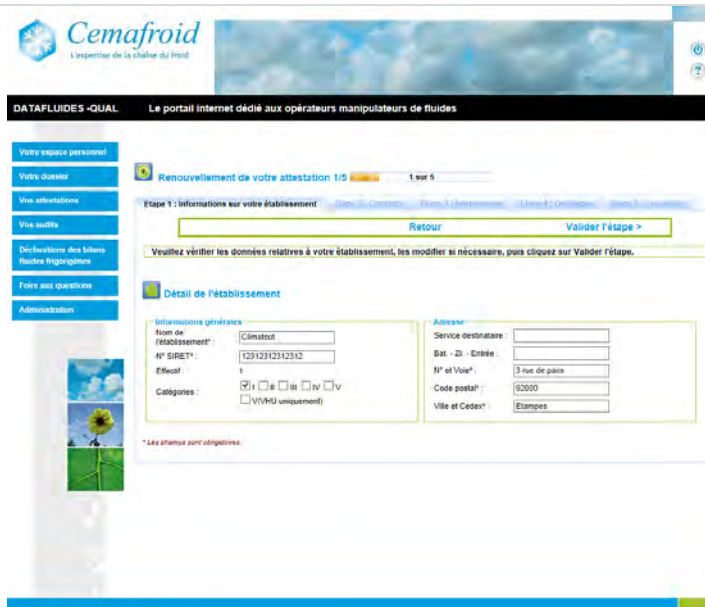 Cemafroid
L'expertise de la chaîne du froid
DATAFLUIDES -QUAL
Le portail internet dédié aux opérateurs manipulateurs de fluides
Votre espace personnel
Votre dossier
Vos attestations
Vos audits
Déclarations des bilans
fluides frigorigènes
Foire aux questions
Administration
Renouvellement de votre attestation 1/5
1 sur 5
Etape 1 : Informations sur votre établissement
Retour
Valider l'étape >
Veuillez vérifier les données relatives à votre établissement, les modifier si nécessaire, puis cliquez sur Valider l'étape.
Détail de l'établissement
Informations générales
Nom de
l'établissement* :
Climatout
N° SIRET* :
12312312312312
Effectif :
1
Catégories :
I II III IV V
V(VHU uniquement)
Adresse
Service destinataire :
Bat. - ZI. - Entrée :
N° et Voie* :
3 rue de paris
Code postal* :
92000
Ville et Cedex* :
Etampes
* Les champs sont obligatoires.